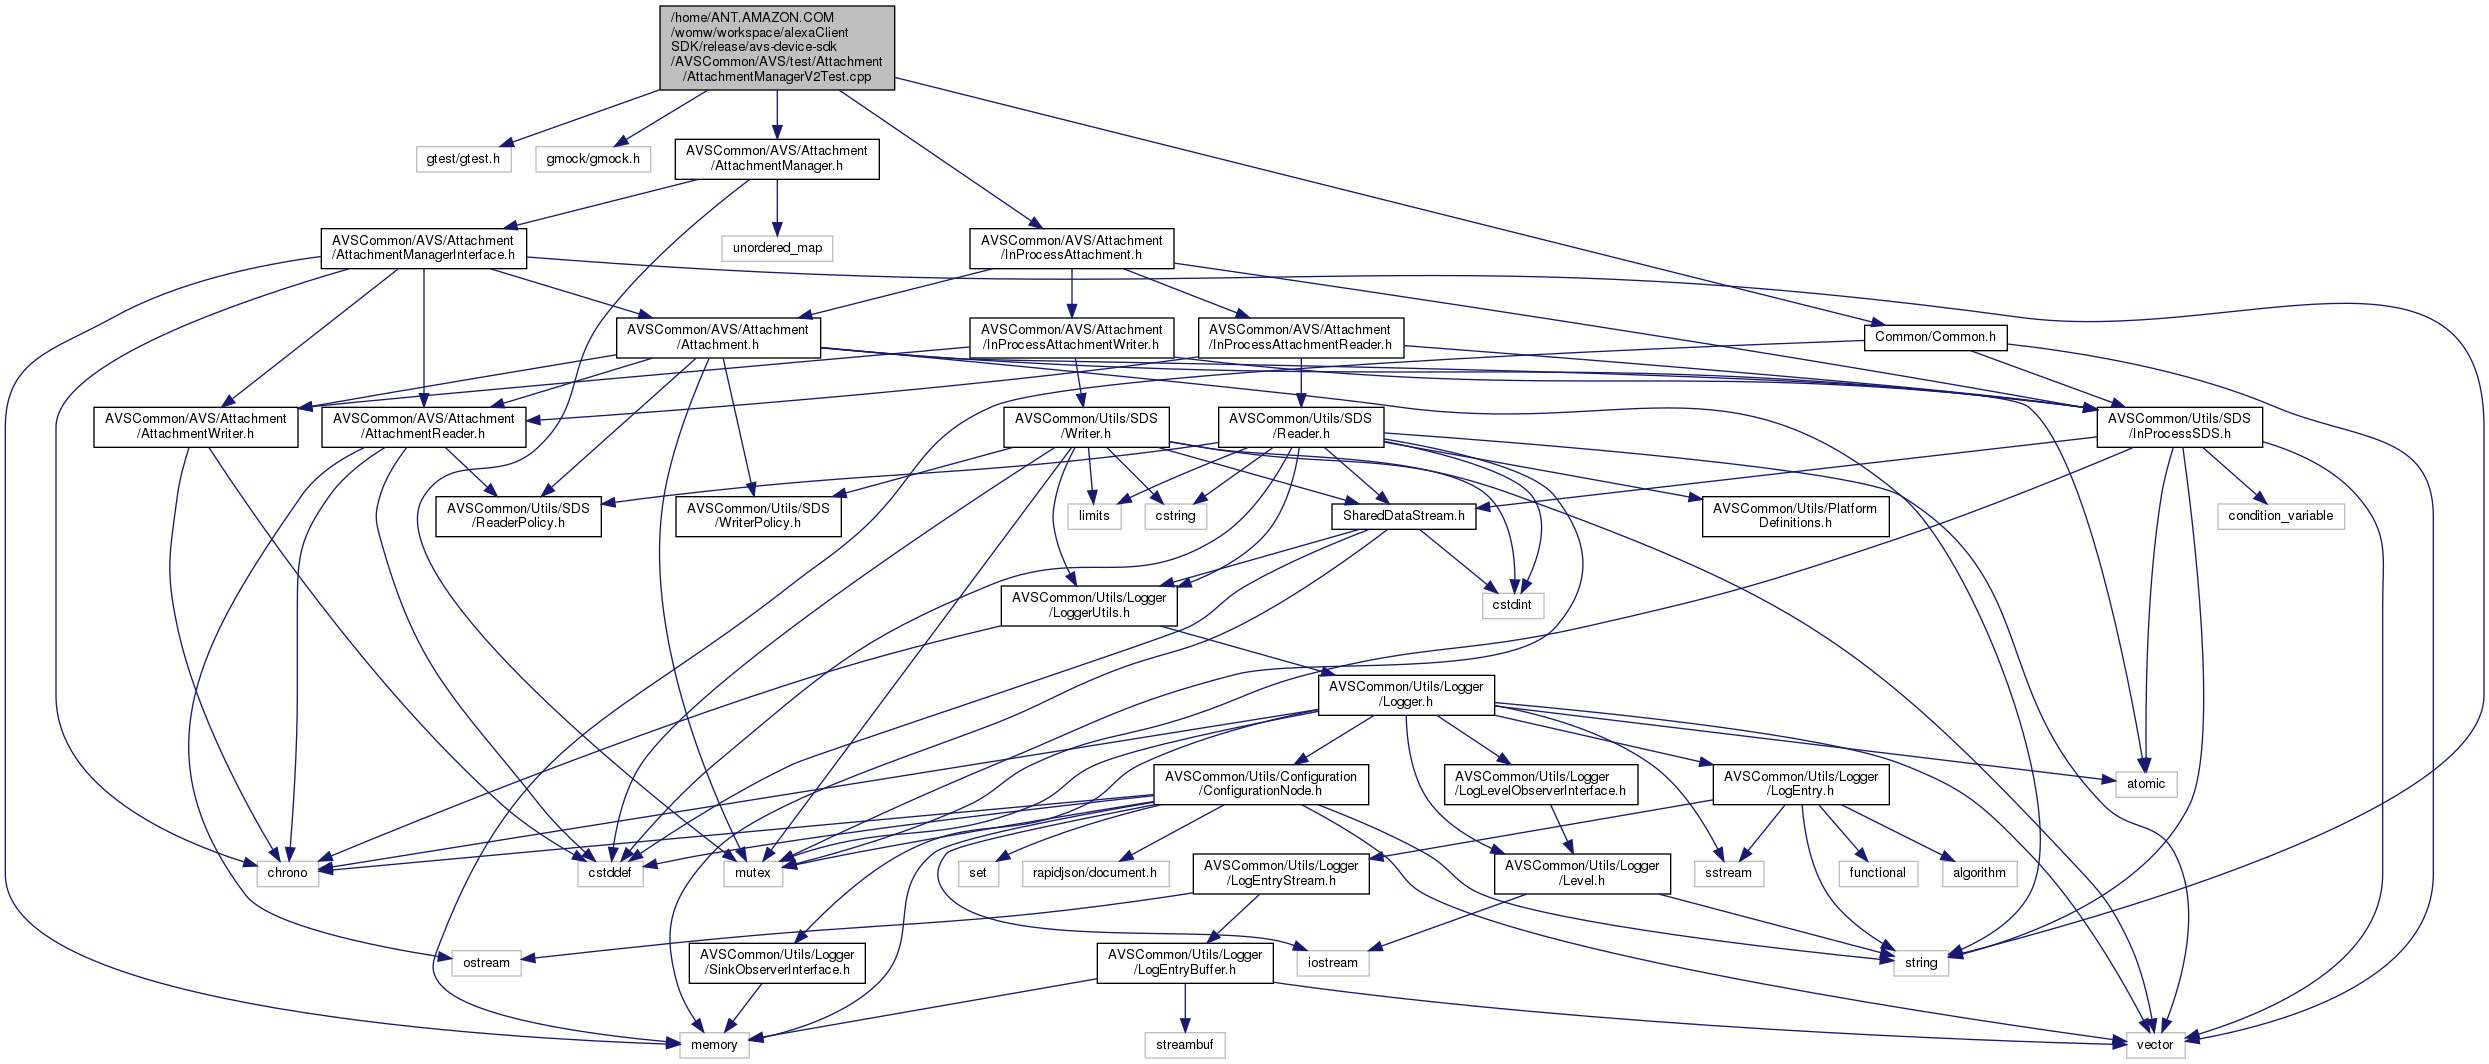 /home/ANT.AMAZON.COM
/womw/workspace/alexaClient
SDK/release/avs-device-sdk
/AVSCommon/AVS/test/Attachment
/AttachmentManagerV2Test.cpp
gtest/gtest.h
gmock/gmock.h
AVSCommon/AVS/Attachment
/AttachmentManager.h
AVSCommon/AVS/Attachment
/AttachmentManagerInterface.h
unordered_map
AVSCommon/AVS/Attachment
/InProcessAttachment.h
AVSCommon/AVS/Attachment
/Attachment.h
AVSCommon/AVS/Attachment
/InProcessAttachmentWriter.h
AVSCommon/AVS/Attachment
/InProcessAttachmentReader.h
Common/Common.h
AVSCommon/AVS/Attachment
/AttachmentWriter.h
AVSCommon/AVS/Attachment
/AttachmentReader.h
AVSCommon/Utils/SDS
/Writer.h
AVSCommon/Utils/SDS
/Reader.h
AVSCommon/Utils/SDS
/InProcessSDS.h
AVSCommon/Utils/SDS
/ReaderPolicy.h
AVSCommon/Utils/SDS
/WriterPolicy.h
limits
cstring
SharedDataStream.h
AVSCommon/Utils/Platform
Definitions.h
condition_variable
AVSCommon/Utils/Logger
/LoggerUtils.h
cstdint
AVSCommon/Utils/Logger
/Logger.h
AVSCommon/Utils/Configuration
/ConfigurationNode.h
AVSCommon/Utils/Logger
/LogLevelObserverInterface.h
AVSCommon/Utils/Logger
/LogEntry.h
atomic
chrono
cstddef
mutex
set
rapidjson/document.h
AVSCommon/Utils/Logger
/LogEntryStream.h
AVSCommon/Utils/Logger
/Level.h
sstream
functional
algorithm
ostream
AVSCommon/Utils/Logger
/SinkObserverInterface.h
AVSCommon/Utils/Logger
/LogEntryBuffer.h
iostream
string
memory
streambuf
vector